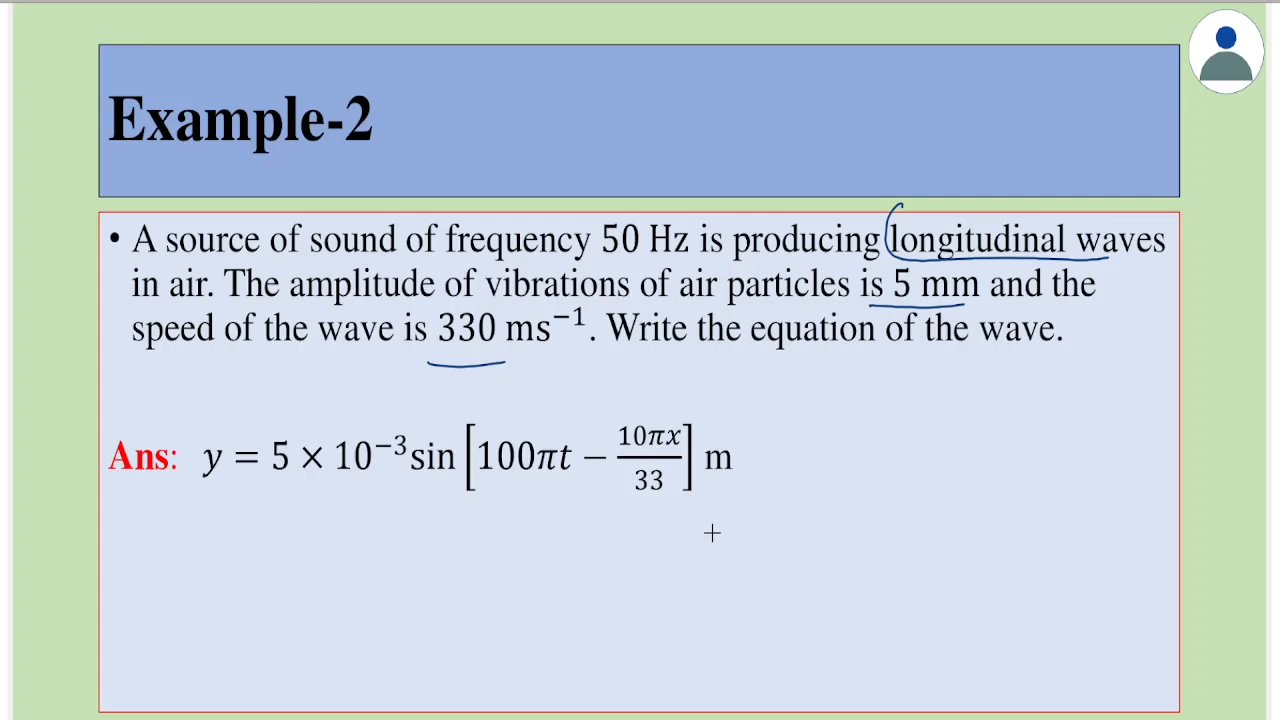 Example-2
• A source of sound of frequency 50 Hz is producing longitudinal waves
in air. The amplitude of vibrations of air particles is 5 mm and the
speed of the wave is 330 ms⁻¹. Write the equation of the wave.
Ans: y = 5 × 10⁻³sin [100πt − 10πx/33] m